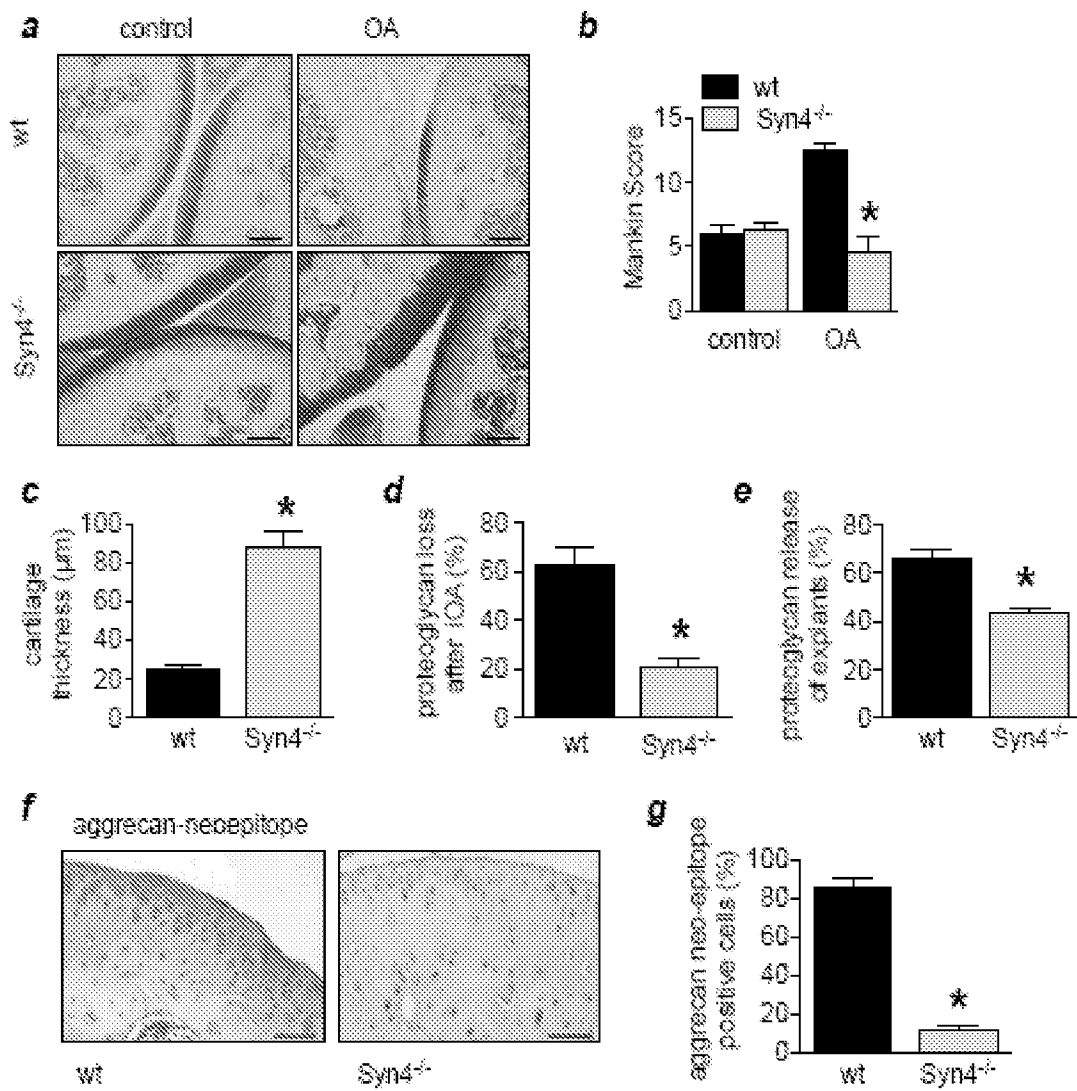 a
control OA
wt
Syn4-/-
b
wt
Syn4-/-
Mankin Score
15
10
5
0
control OA
*
c
cartilage
thickness (µm)
100
80
60
40
20
0
*
wt Syn4-/-
d
proteoglycan loss
after iOA (%)
80
60
40
20
0
*
wt Syn4-/-
e
proteoglycan release
of explants (%)
80
60
40
20
0
*
wt Syn4-/-
f
aggrecan-neoepitope
wt Syn4-/-
g
aggrecan neo-epitope
positive cells (%)
100
80
60
40
20
0
*
wt Syn4-/-